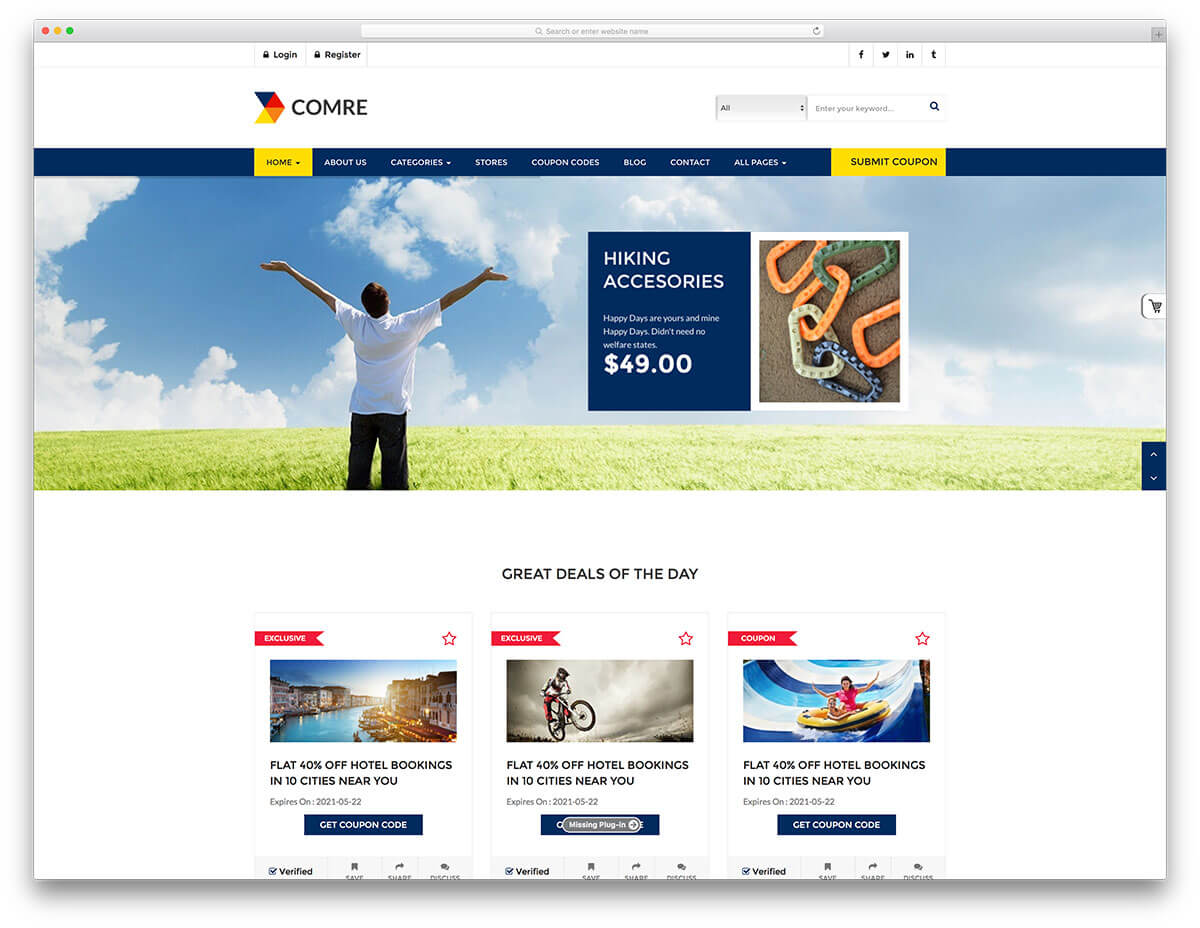 Search or enter website name
Login Register
f in t
COMRE
All Enter your keyword...
HOME ABOUT US CATEGORIES STORES COUPON CODES BLOG CONTACT ALL PAGES SUBMIT COUPON
HIKING
ACCESORIES
Happy Days are yours and mine
Happy Days. Didn't need no
welfare states.
$49.00
GREAT DEALS OF THE DAY
EXCLUSIVE
FLAT 40% OFF HOTEL BOOKINGS
IN 10 CITIES NEAR YOU
Expires On : 2021-05-22
GET COUPON CODE
Verified SAVE SHARE DISCUSS
EXCLUSIVE
FLAT 40% OFF HOTEL BOOKINGS
IN 10 CITIES NEAR YOU
Expires On : 2021-05-22
Missing Plug-in
Verified SAVE SHARE DISCUSS
COUPON
FLAT 40% OFF HOTEL BOOKINGS
IN 10 CITIES NEAR YOU
Expires On : 2021-05-22
GET COUPON CODE
Verified SAVE SHARE DISCUSS